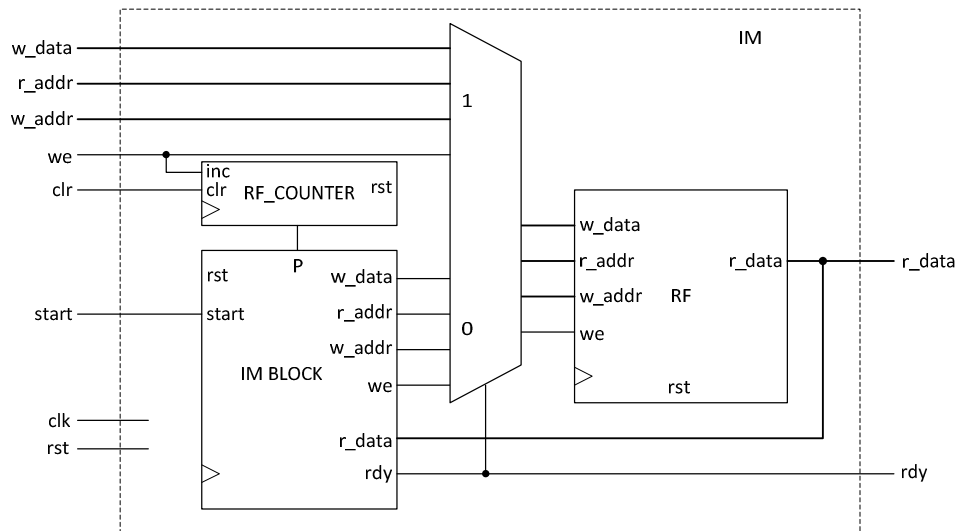 IM
w_data
r_addr
w_addr
we
clr
start
clk
rst
1
0
inc
clr
RF_COUNTER
rst
P
rst
start
IM BLOCK
w_data
r_addr
w_addr
we
r_data
rdy
w_data
r_addr
w_addr
we
RF
r_data
rst
r_data
rdy